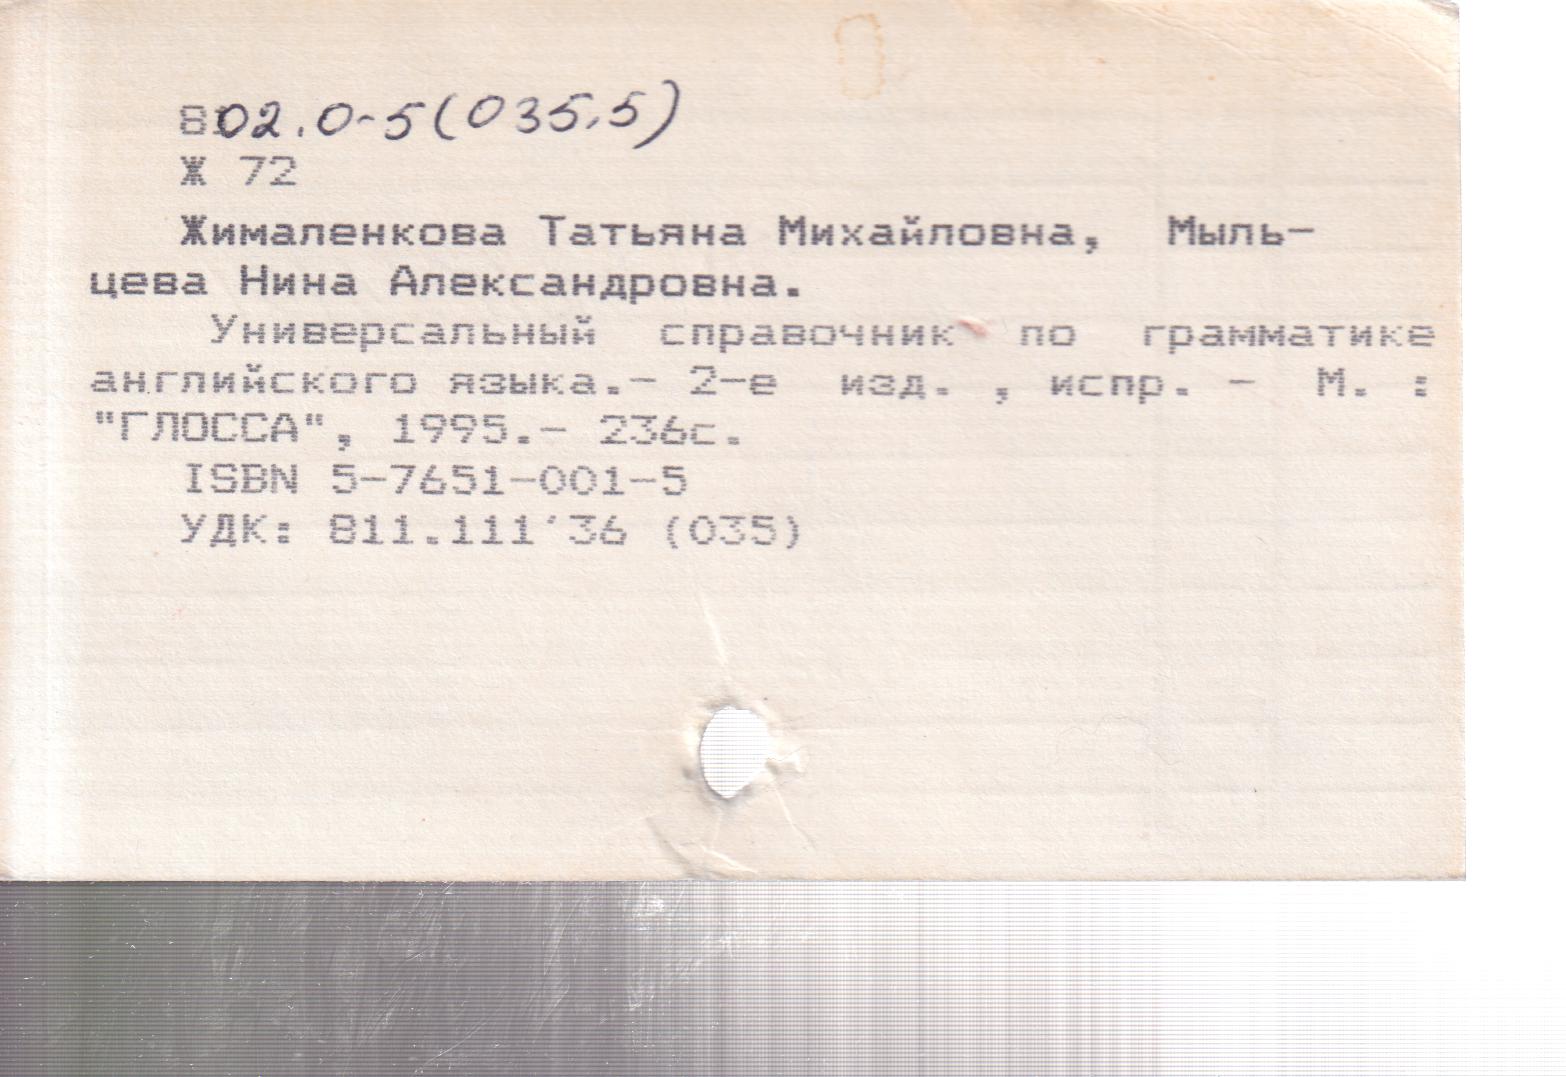 802.0-5(035.5)
Ж 72
Жималенкова Татьяна Михайловна, Мыль-
цева Нина Александровна.
Универсальный справочник по грамматике
английского языка.- 2-е изд. , испр. - М. :
"ГЛОССА", 1995.- 236с.
ISBN 5-7651-001-5
УДК: 811.111'36 (035)